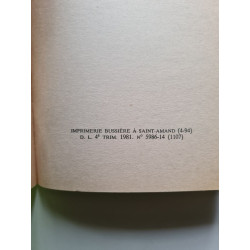 IMPRIMERIE BUSSIÈRE À SAINT-AMAND (4-94)
D. L. 4e TRIM. 1981. N° 5986-14 (1107)